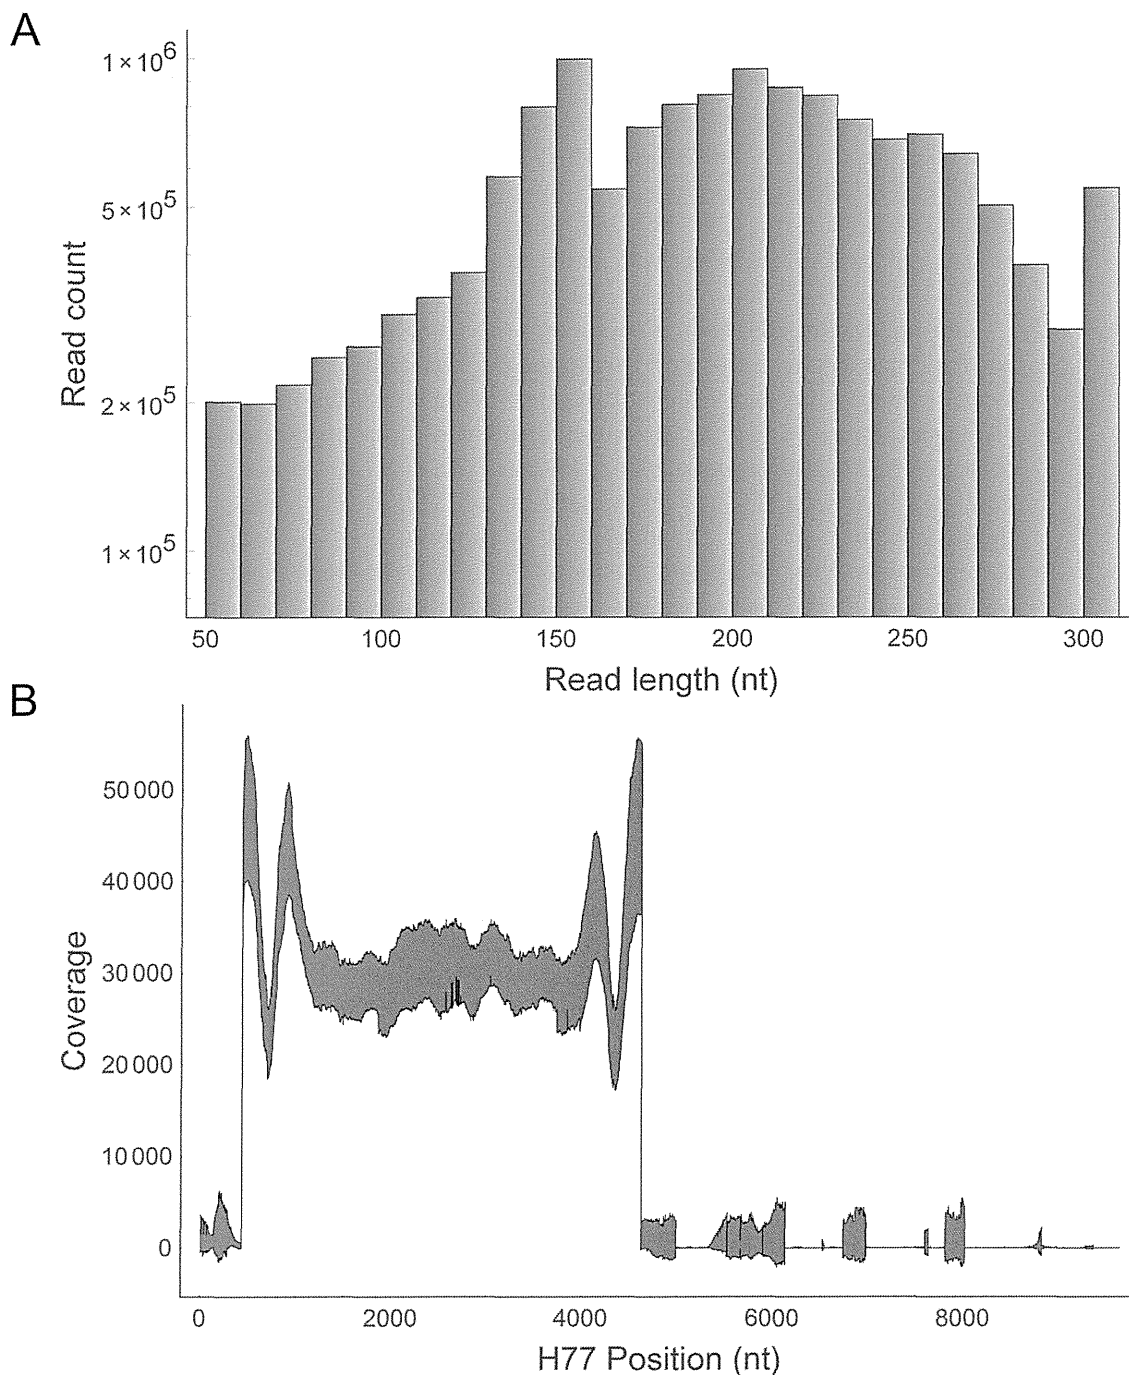 A
1 × 10^6
5 × 10^5
2 × 10^5
1 × 10^5
Read count
50 100 150 200 250 300
Read length (nt)
B
50 000
40 000
30 000
20 000
10 000
0
Coverage
0 2000 4000 6000 8000
H77 Position (nt)